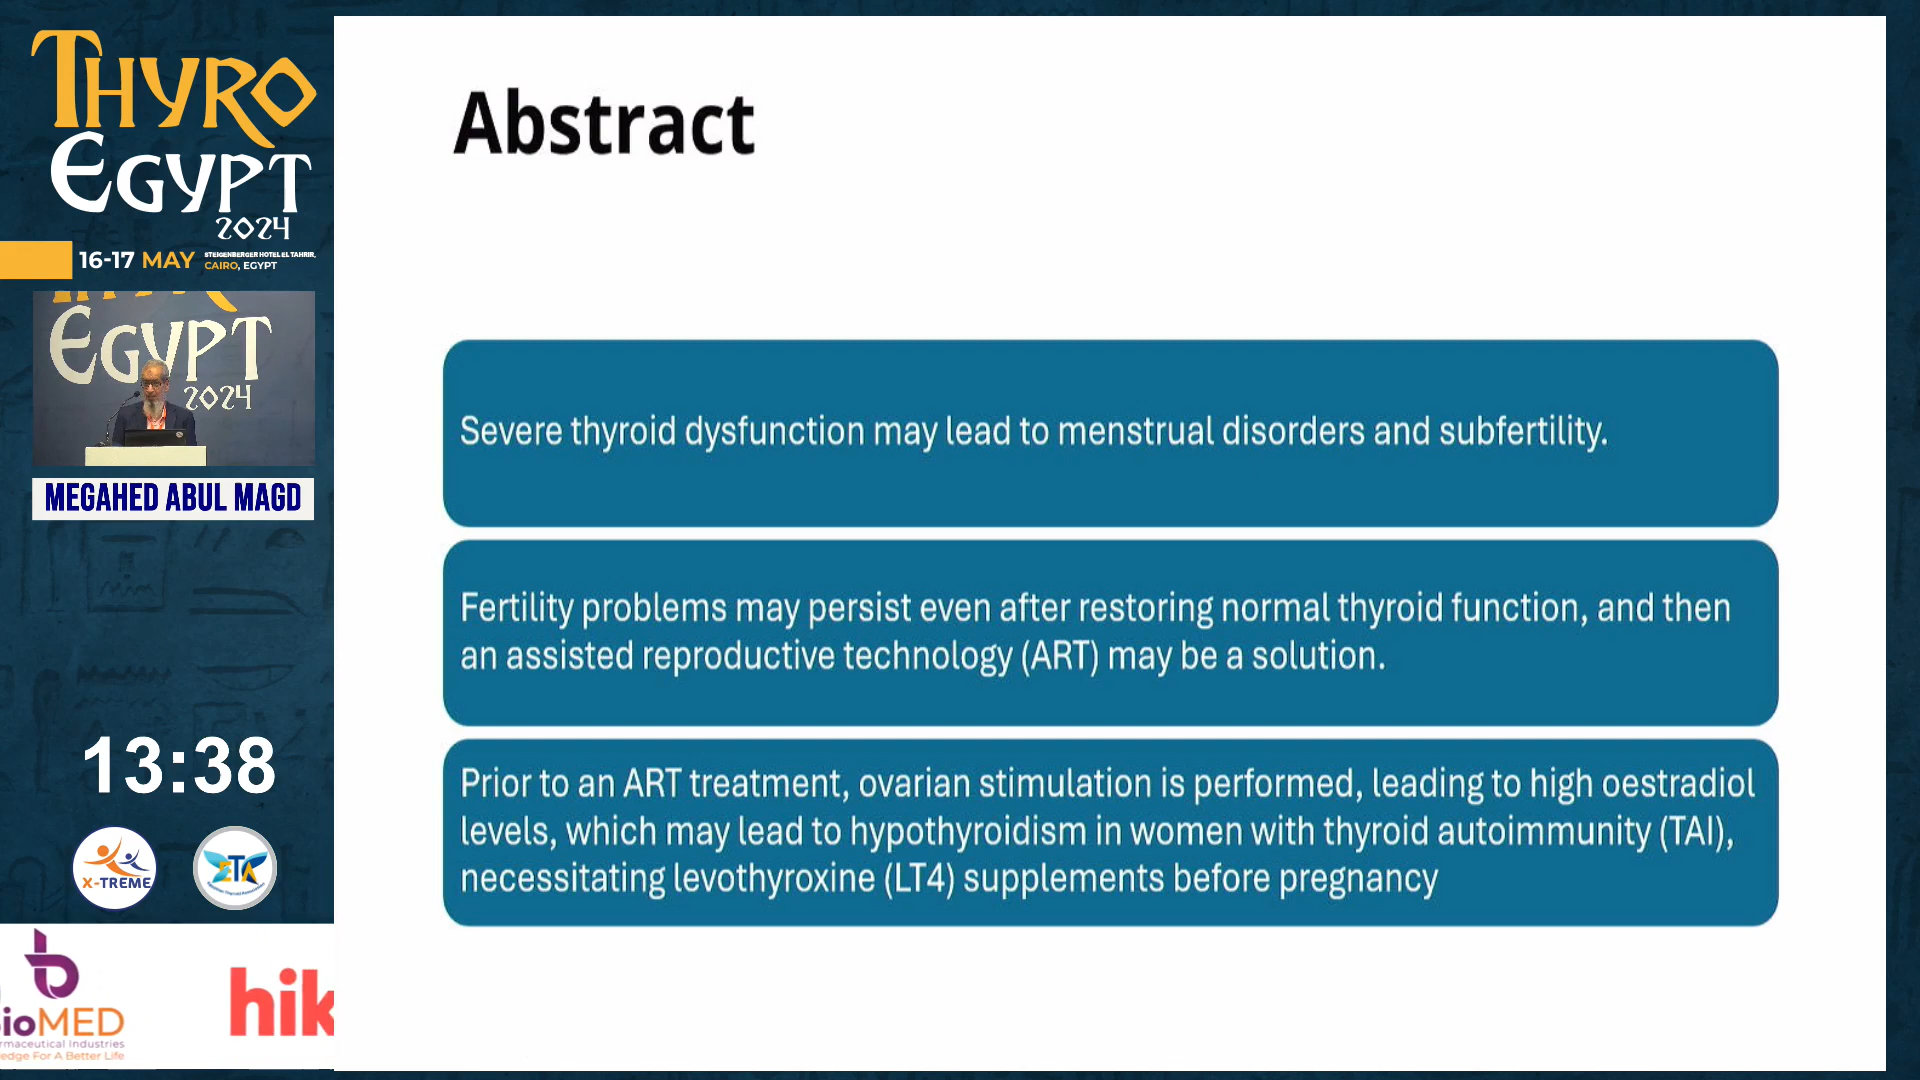 THYRO
EGYPT
2024
16-17 MAY
STEIGENBERGER HOTEL EL TAHRIR,
CAIRO, EGYPT
EGYPT
2024
MEGAHED ABUL MAGD
13:38
X-TREME
ETA
BioMED
rmaceutical Industries
edge For A Better Life
hik
Abstract
Severe thyroid dysfunction may lead to menstrual disorders and subfertility.
Fertility problems may persist even after restoring normal thyroid function, and then
an assisted reproductive technology (ART) may be a solution.
Prior to an ART treatment, ovarian stimulation is performed, leading to high oestradiol
levels, which may lead to hypothyroidism in women with thyroid autoimmunity (TAI),
necessitating levothyroxine (LT4) supplements before pregnancy